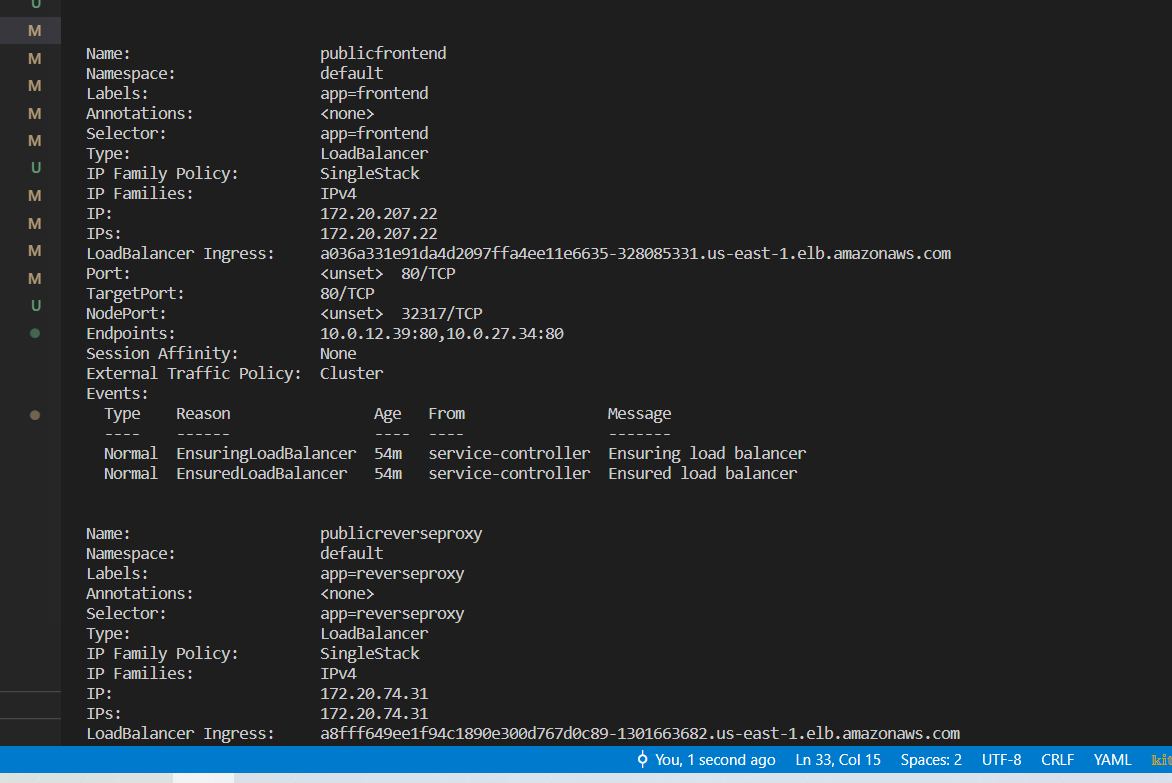 U
M
M
M
M
M
U
M
M
M
M
U
Name: publicfrontend
Namespace: default
Labels: app=frontend
Annotations: <none>
Selector: app=frontend
Type: LoadBalancer
IP Family Policy: SingleStack
IP Families: IPv4
IP: 172.20.207.22
IPs: 172.20.207.22
LoadBalancer Ingress: a036a331e91da4d2097ffa4ee11e6635-328085331.us-east-1.elb.amazonaws.com
Port: <unset> 80/TCP
TargetPort: 80/TCP
NodePort: <unset> 32317/TCP
Endpoints: 10.0.12.39:80,10.0.27.34:80
Session Affinity: None
External Traffic Policy: Cluster
Events:
Type Reason Age From Message
---- ------ ---- ---- -------
Normal EnsuringLoadBalancer 54m service-controller Ensuring load balancer
Normal EnsuredLoadBalancer 54m service-controller Ensured load balancer
Name: publicreverseproxy
Namespace: default
Labels: app=reverseproxy
Annotations: <none>
Selector: app=reverseproxy
Type: LoadBalancer
IP Family Policy: SingleStack
IP Families: IPv4
IP: 172.20.74.31
IPs: 172.20.74.31
LoadBalancer Ingress: a8fff649ee1f94c1890e300d767d0c89-1301663682.us-east-1.elb.amazonaws.com
You, 1 second ago Ln 33, Col 15 Spaces: 2 UTF-8 CRLF YAML